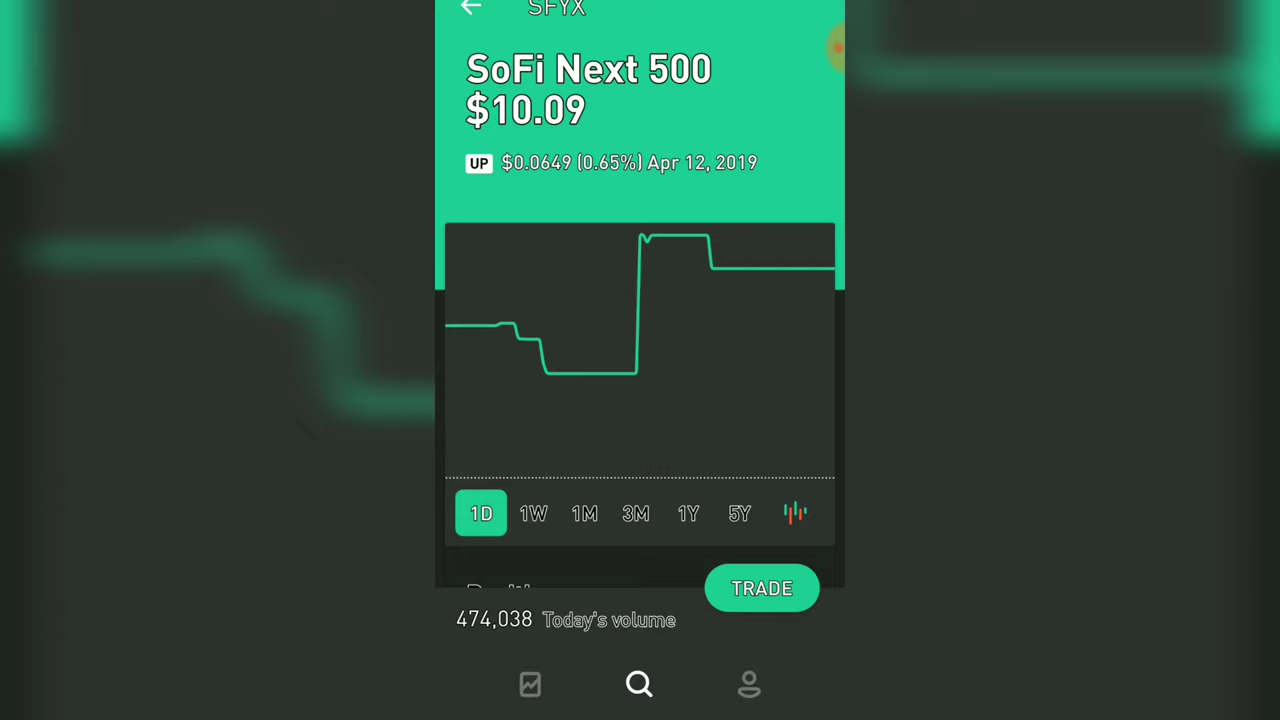 SFYX
SoFi Next 500
$10.09
UP $0.0649 (0.65%) Apr 12, 2019
1D 1W 1M 3M 1Y 5Y
TRADE
474,038 Today's volume